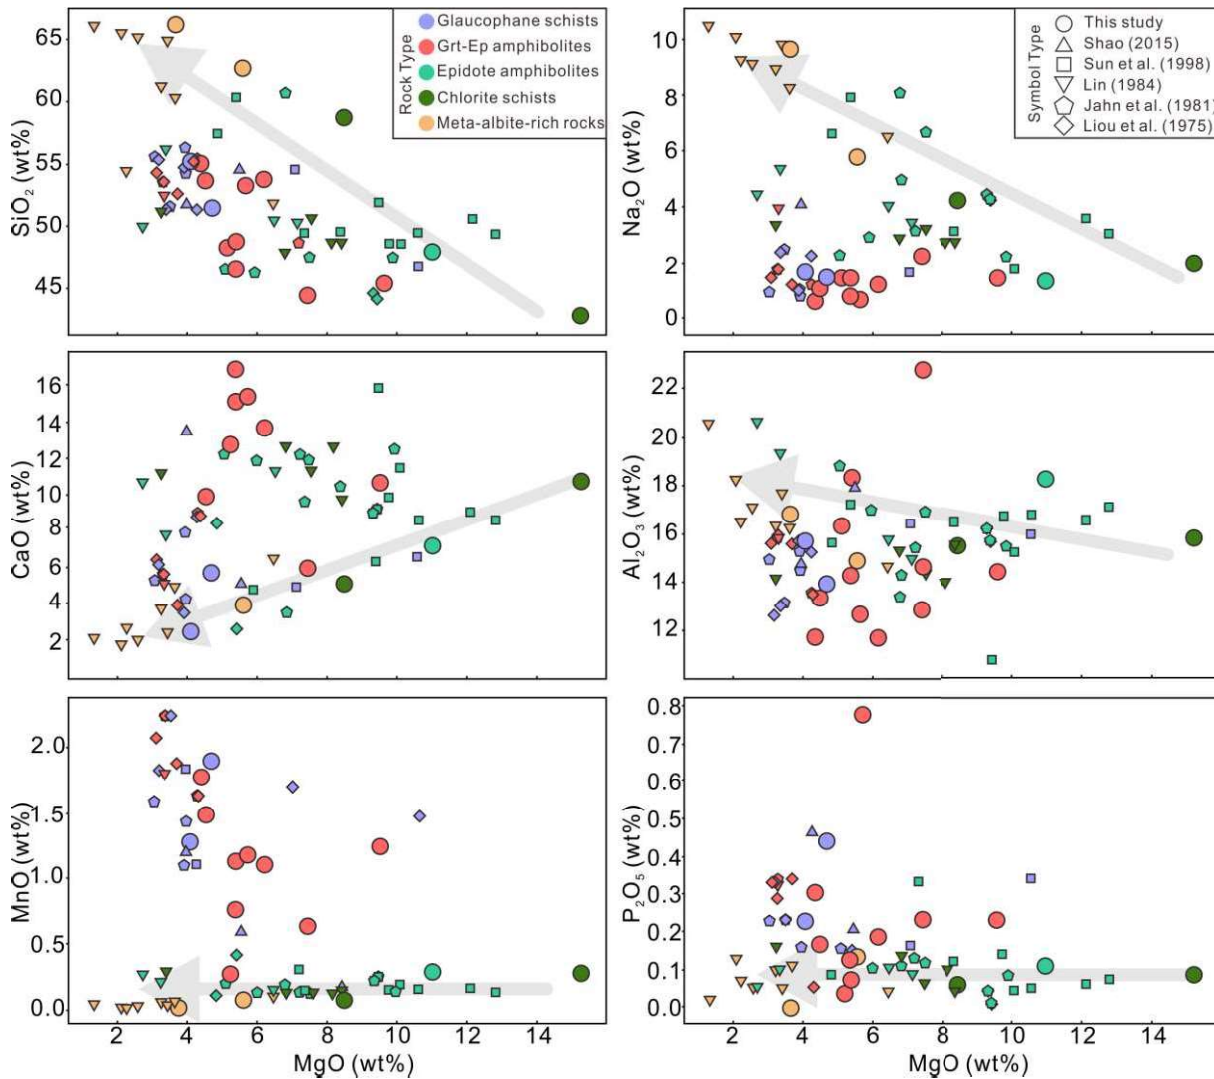 65
60
55
50
45
SiO₂ (wt%)
Rock Type
Glaucophane schists
Grt-Ep amphibolites
Epidote amphibolites
Chlorite schists
Meta-albite-rich rocks
10
8
6
4
2
0
Na₂O (wt%)
Symbol Type
This study
Shao (2015)
Sun et al. (1998)
Lin (1984)
Jahn et al. (1981)
Liou et al. (1975)
16
14
12
10
8
6
4
2
CaO (wt%)
22
20
18
16
14
12
Al₂O₃ (wt%)
2.0
1.5
1.0
0.5
0.0
MnO (wt%)
2 4 6 8 10 12 14
MgO (wt%)
0.8
0.7
0.6
0.5
0.4
0.3
0.2
0.1
0.0
P₂O₅ (wt%)
2 4 6 8 10 12 14
MgO (wt%)